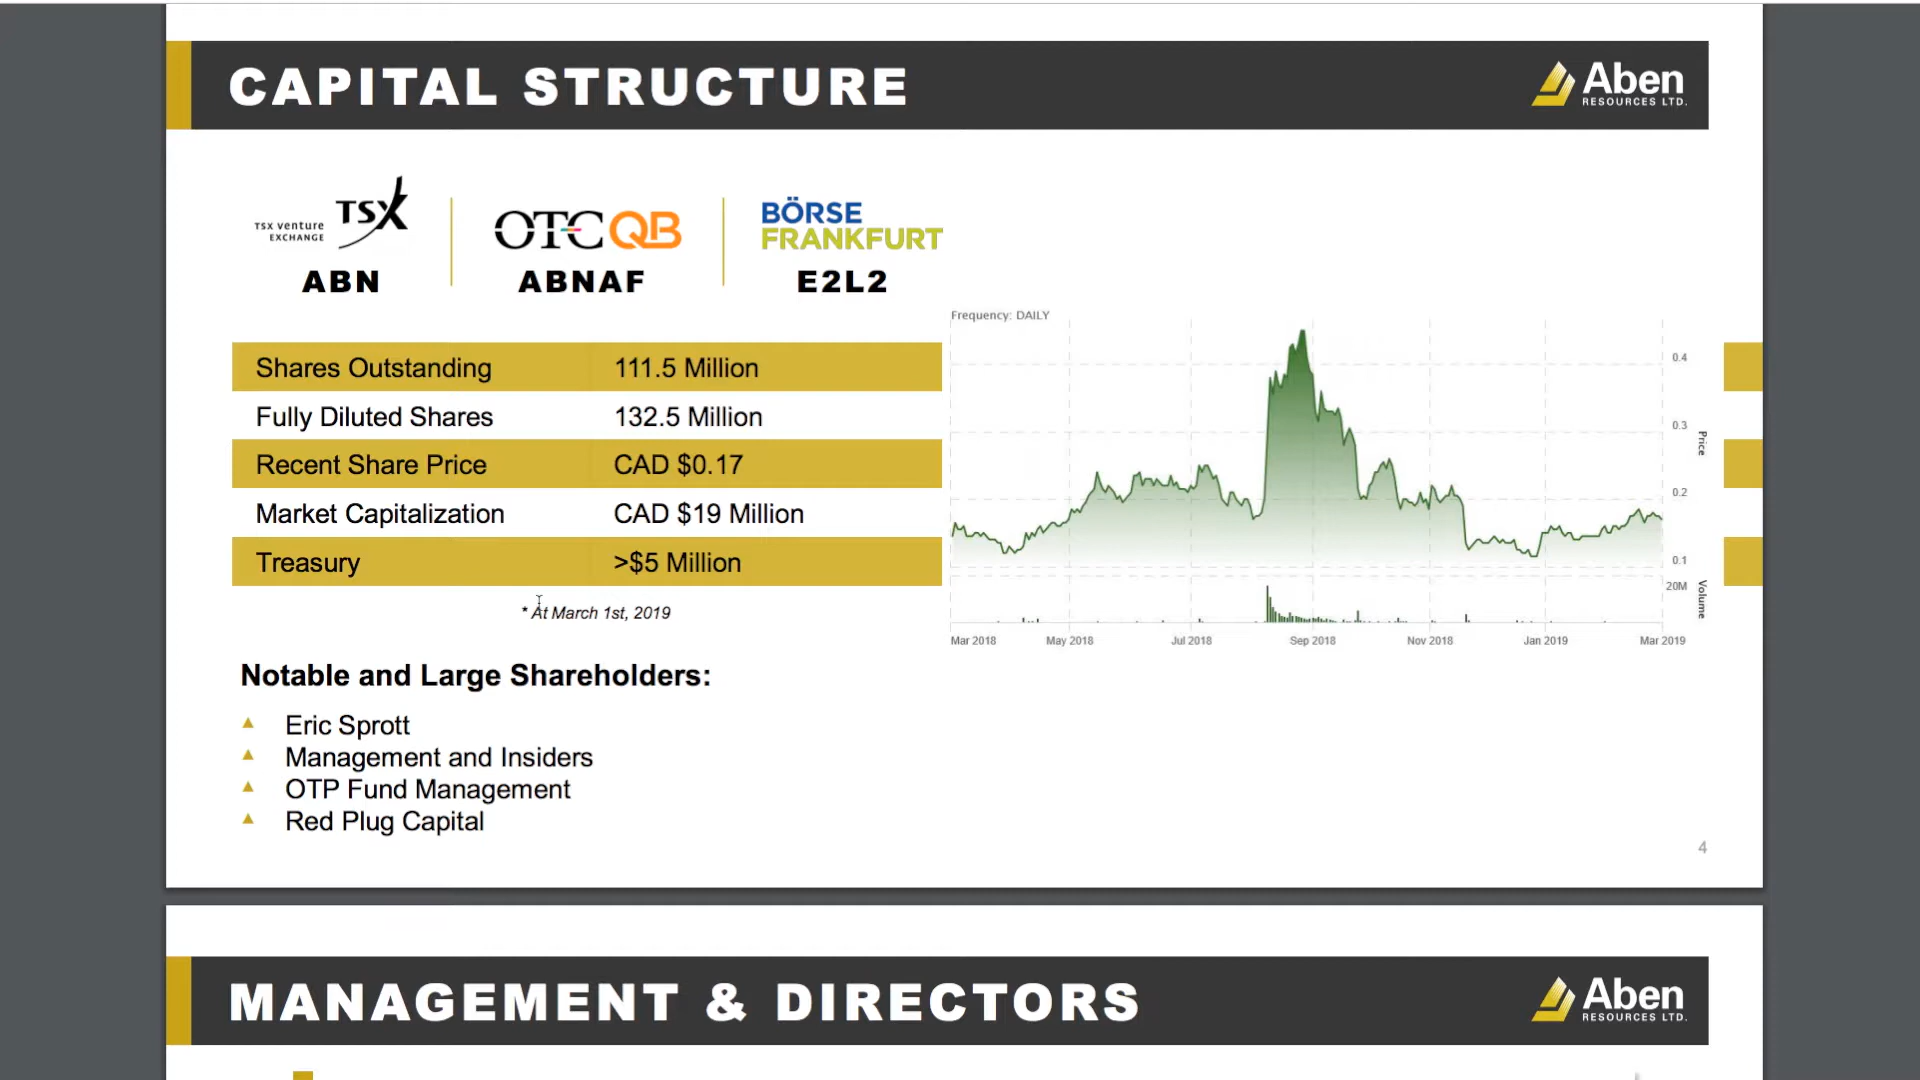 CAPITAL STRUCTURE
Aben
RESOURCES LTD.
TSX venture
EXCHANGE
TSX
OTCQB
BÖRSE
FRANKFURT
ABN
ABNAF
E2L2
Shares Outstanding 111.5 Million
Fully Diluted Shares 132.5 Million
Recent Share Price CAD $0.17
Market Capitalization CAD $19 Million
Treasury >$5 Million
* At March 1st, 2019
Frequency: DAILY
0.4
0.3
Price
0.2
0.1
20M
Volume
Mar 2018 May 2018 Jul 2018 Sep 2018 Nov 2018 Jan 2019 Mar 2019
Notable and Large Shareholders:
Eric Sprott
Management and Insiders
OTP Fund Management
Red Plug Capital
4
MANAGEMENT & DIRECTORS
Aben
RESOURCES LTD.